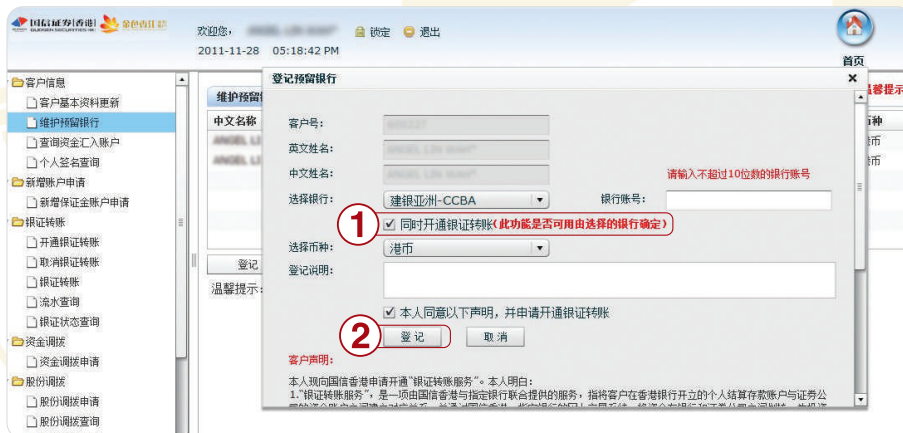 国信证券(香港)
GUOSEN SECURITIES(HK)
金色阳光
欢迎您，
锁定
退出
2011-11-28 05:18:42 PM
首页
客户信息
客户基本资料更新
维护预留银行
查询资金汇入账户
个人签名查询
新增账户申请
新增保证金账户申请
银证转账
开通银证转账
取消银证转账
银证转账
流水查询
银证状态查询
资金调拨
资金调拨申请
股份调拨
股份调拨申请
股份调拨查询
维护预留
中文名称
登记
温馨提示：
登记预留银行
客户号：
英文姓名：
中文姓名：
请输入不超过10位数的银行账号
选择银行： 建银亚洲-CCBA 银行账号：
① 同时开通银证转账(此功能是否可用由选择的银行确定)
选择币种： 港币
登记说明：
本人同意以下声明，并申请开通银证转账
② 登记 取消
客户声明：
本人现向国信香港申请开通"银证转账服务"。本人明白：
1."银证转账服务"，是一项由国信香港与指定银行联合提供的服务，指将客户在香港银行开立的个人结算存款账户与证券公
馨提示
币种
港币
港币